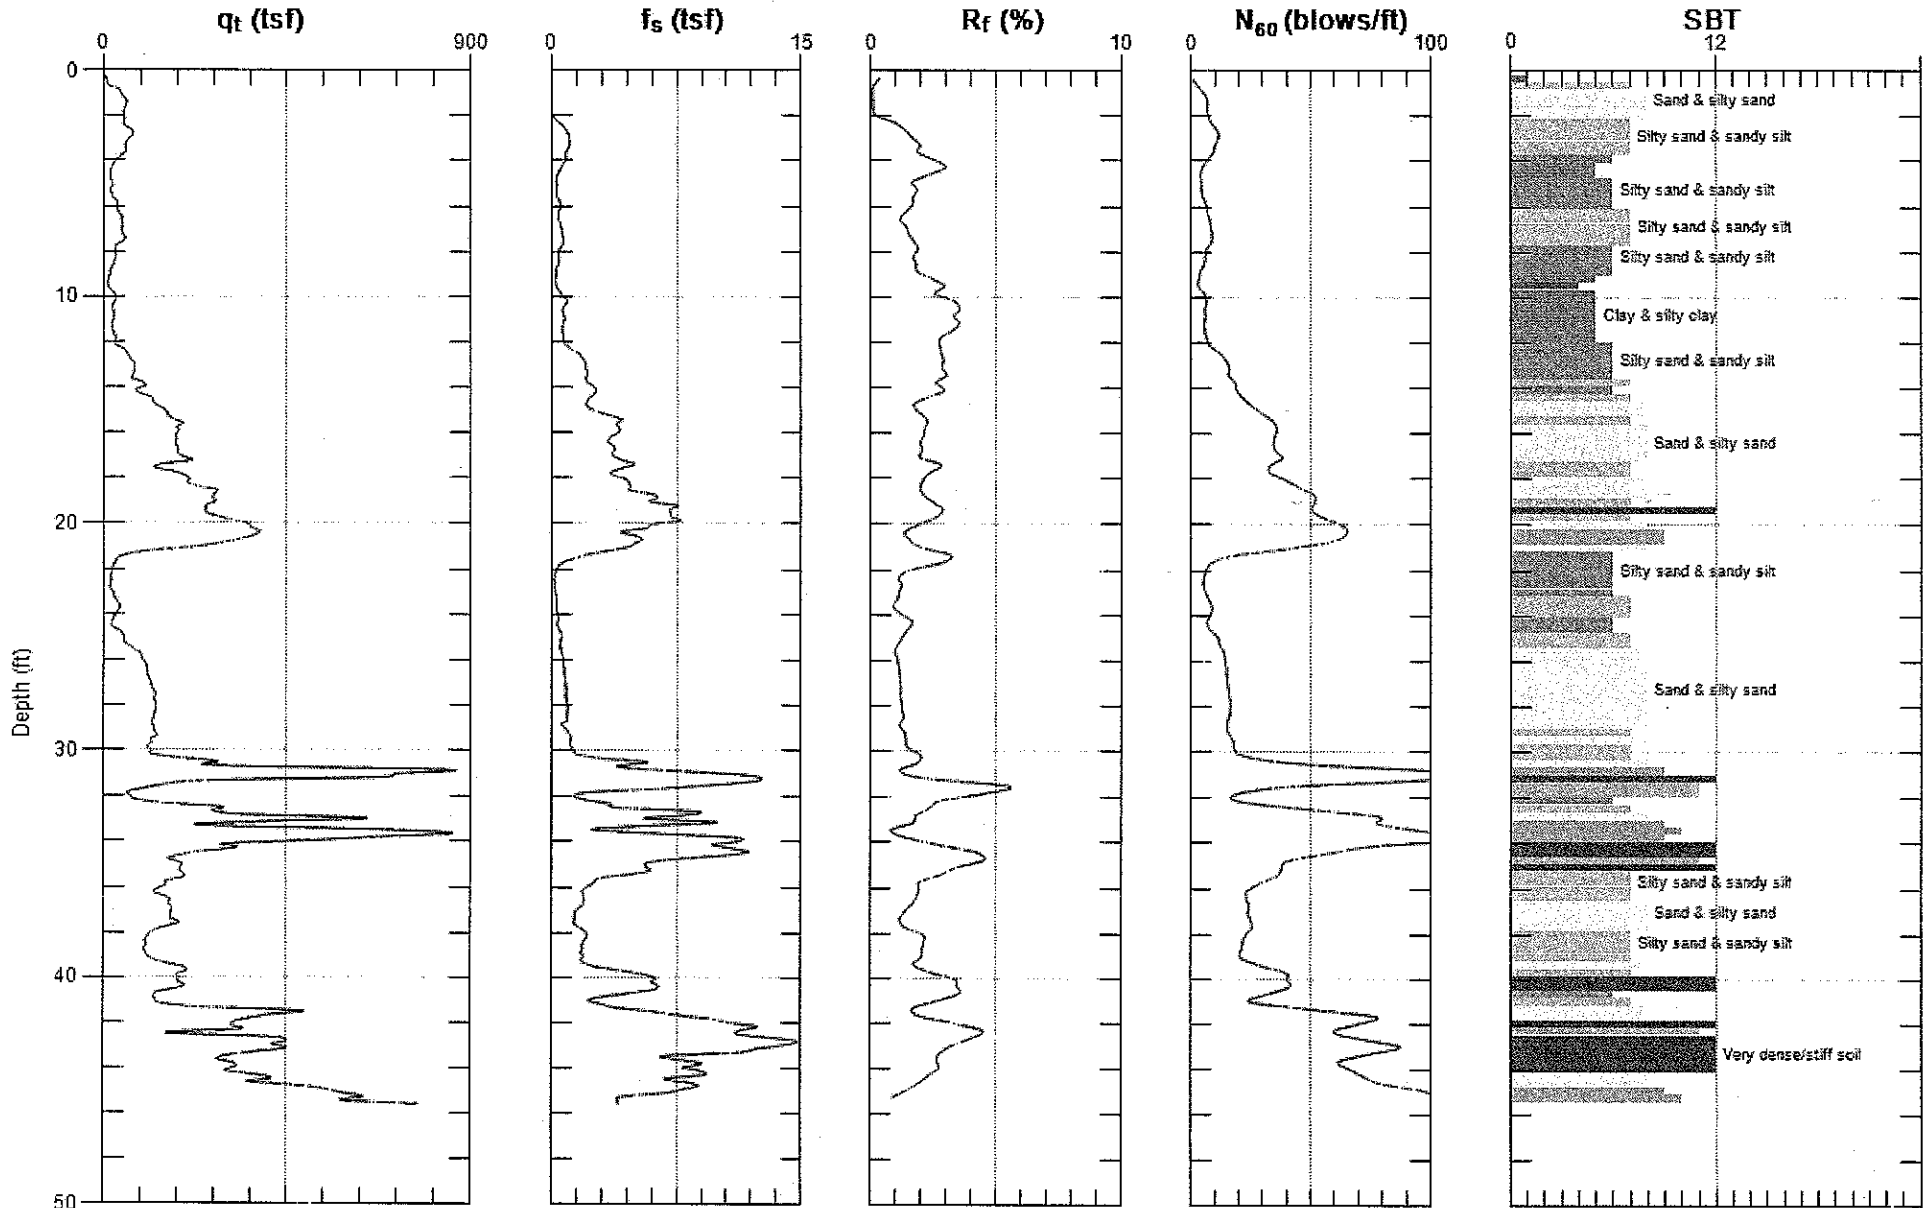 qt (tsf) fs (tsf) Rf (%) N60 (blows/ft) SBT
0 900 0 15 0 10 0 100 0 12
0
Sand & silty sand
Silty sand & sandy silt
Silty sand & sandy silt
Silty sand & sandy silt
Silty sand & sandy silt
10
Clay & silty clay
Silty sand & sandy silt
Sand & silty sand
20
Silty sand & sandy silt
Depth (ft)
Sand & silty sand
30
Silty sand & sandy silt
Sand & silty sand
Silty sand & sandy silt
40
Very dense/stiff soil
50